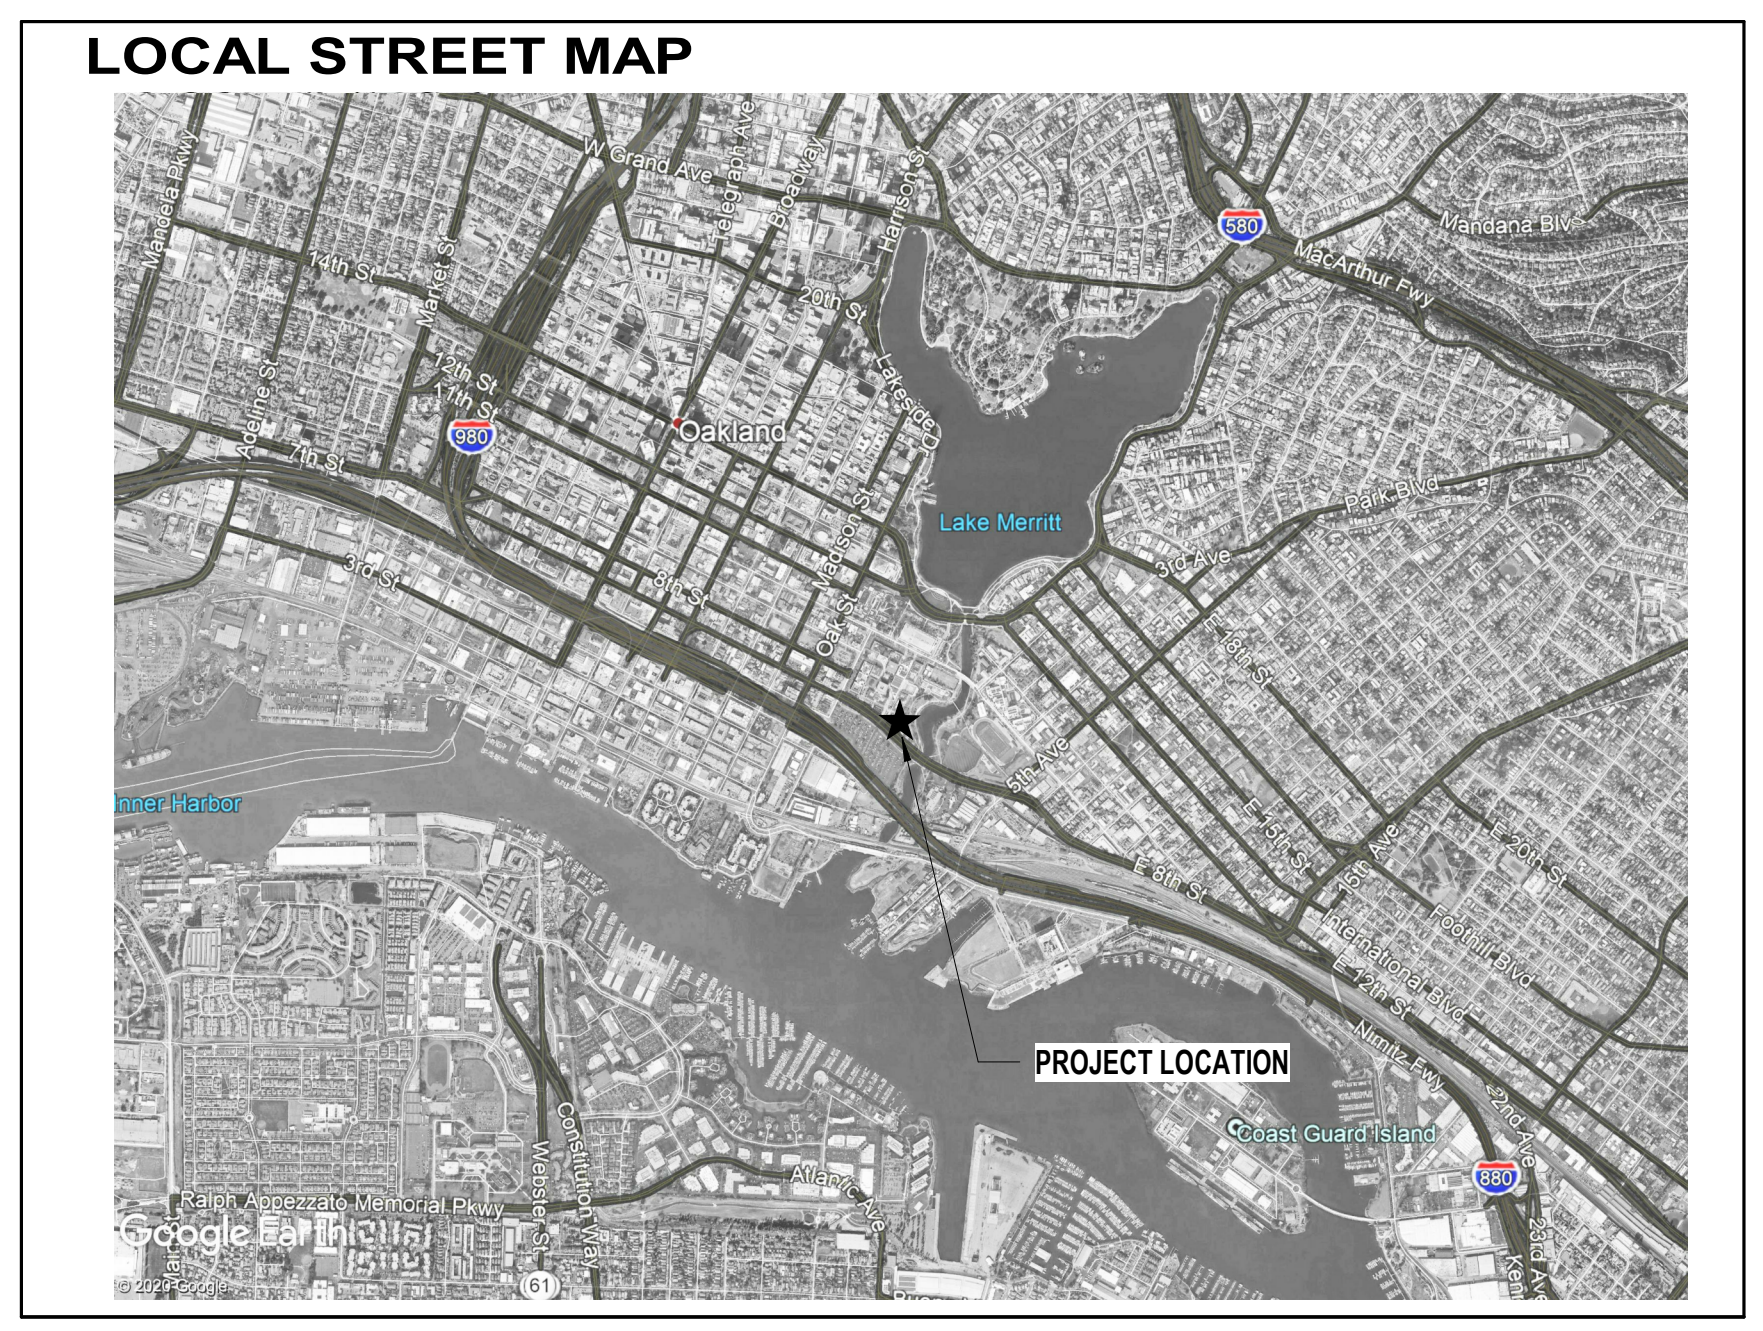 LOCAL STREET MAP
W Grand Ave
Telegraph Ave
Broadway
Harrison St
Mandela Pkwy
580
Mandana Blv
MacArthur Fwy
14th St
Market St
20th St
Lakeside D
12th St
11th St
980
Oakland
Adeline St
7th St
Madison St
Lake Merritt
Park Blvd
3rd Ave
3rd St
8th St
Oak St
E 18th St
5th Ave
Inner Harbor
E 15th St
15th Ave
E 20th St
E 8th St
Foothill Blvd
International Blvd
E 12th St
Nimitz Fwy
PROJECT LOCATION
Coast Guard Island
22nd Ave
880
23rd Ave
Constitution Way
Webster St
Atlantic Ave
Ralph Appezzato Memorial Pkwy
Google Earth
© 2020 Google
61